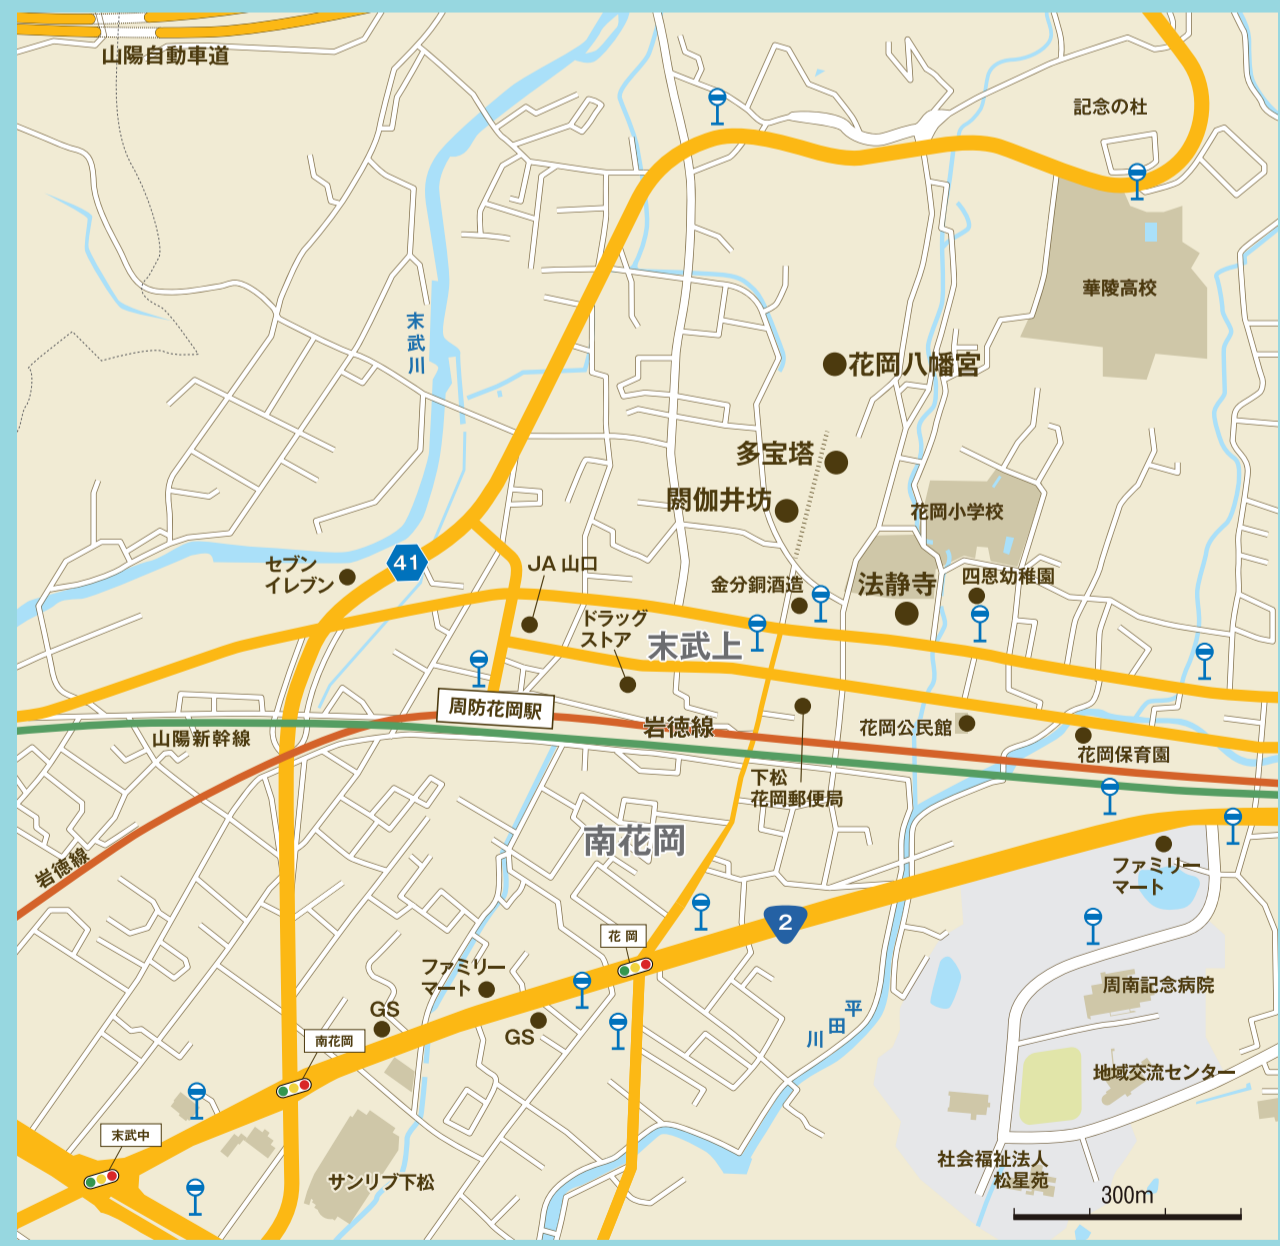 山陽自動車道
記念の杜
華陵高校
末武川
花岡八幡宮
多宝塔
閼伽井坊
花岡小学校
セブン
イレブン
41
JA 山口
金分銅酒造
法静寺
四恩幼稚園
ドラッグ
ストア
末武上
周防花岡駅
岩徳線
花岡公民館
山陽新幹線
花岡保育園
下松
花岡郵便局
南花岡
岩徳線
ファミリー
マート
2
花岡
ファミリー
マート
周南記念病院
GS
GS
平田川
南花岡
地域交流センター
末武中
サンリブ下松
社会福祉法人
松星苑
300m